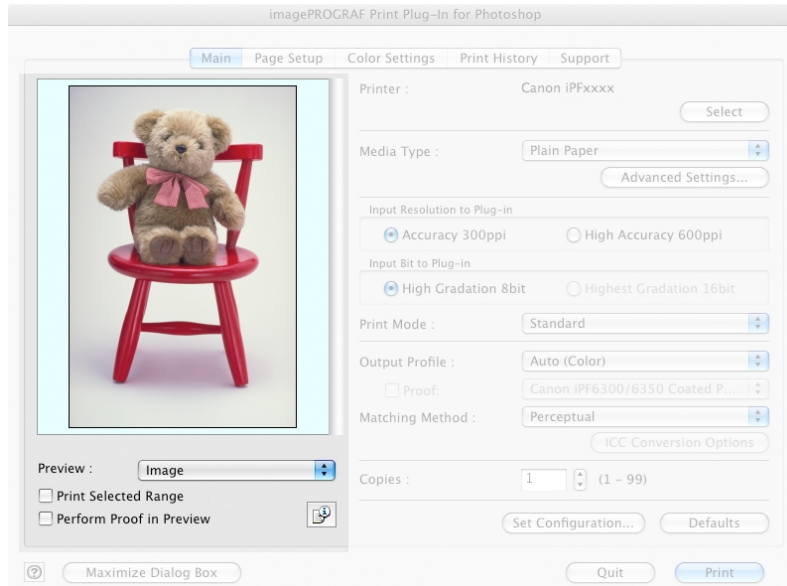 imagePROGRAF Print Plug-In for Photoshop
Main Page Setup Color Settings Print History Support
Printer : Canon iPFxxxx
Select
Media Type : Plain Paper
Advanced Settings...
Input Resolution to Plug-in
Accuracy 300ppi High Accuracy 600ppi
Input Bit to Plug-in
High Gradation 8bit Highest Gradation 16bit
Print Mode : Standard
Output Profile : Auto (Color)
Proof: Canon iPF6300/6350 Coated P...
Matching Method : Perceptual
ICC Conversion Options
Preview : Image
Print Selected Range
Perform Proof in Preview
Copies : 1 (1 - 99)
Set Configuration... Defaults
? Maximize Dialog Box Quit Print